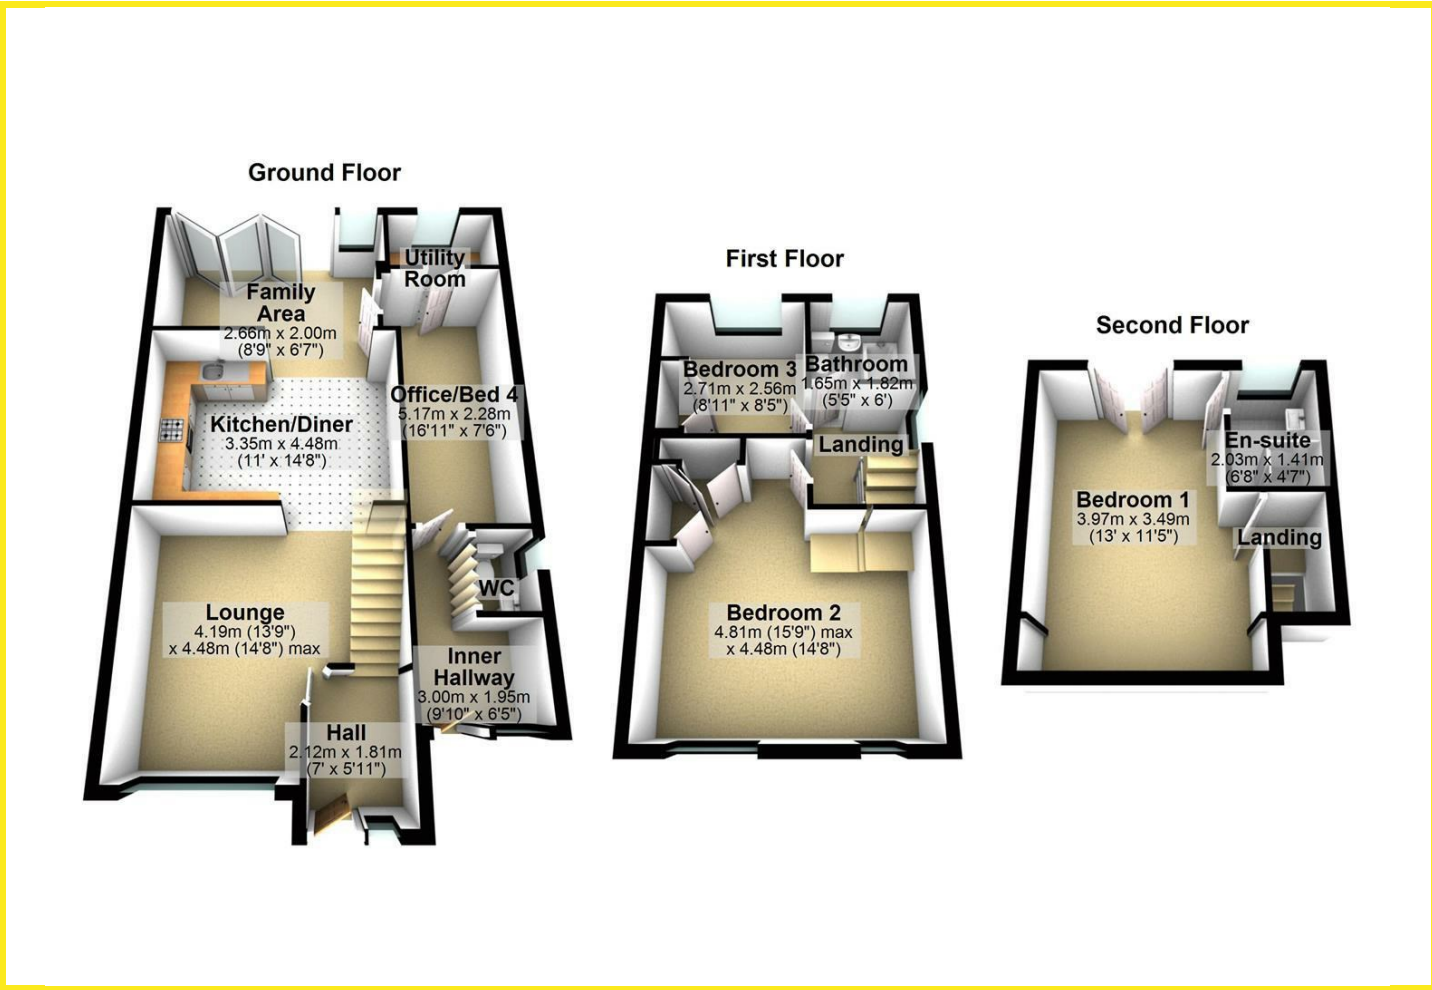 Ground Floor
Utility
Room
Family
Area
2.66m x 2.00m
(8'9" x 6'7")
Office/Bed 4
5.17m x 2.28m
(16'11" x 7'6")
Kitchen/Diner
3.35m x 4.48m
(11' x 14'8")
WC
Lounge
4.19m (13'9")
x 4.48m (14'8") max
Inner
Hallway
3.00m x 1.95m
(9'10" x 6'5")
Hall
2.12m x 1.81m
(7' x 5'11")
First Floor
Bedroom 3
2.71m x 2.56m
(8'11" x 8'5")
Bathroom
1.65m x 1.82m
(5'5" x 6')
Landing
Bedroom 2
4.81m (15'9") max
x 4.48m (14'8")
Second Floor
En-suite
2.03m x 1.41m
(6'8" x 4'7")
Bedroom 1
3.97m x 3.49m
(13' x 11'5")
Landing